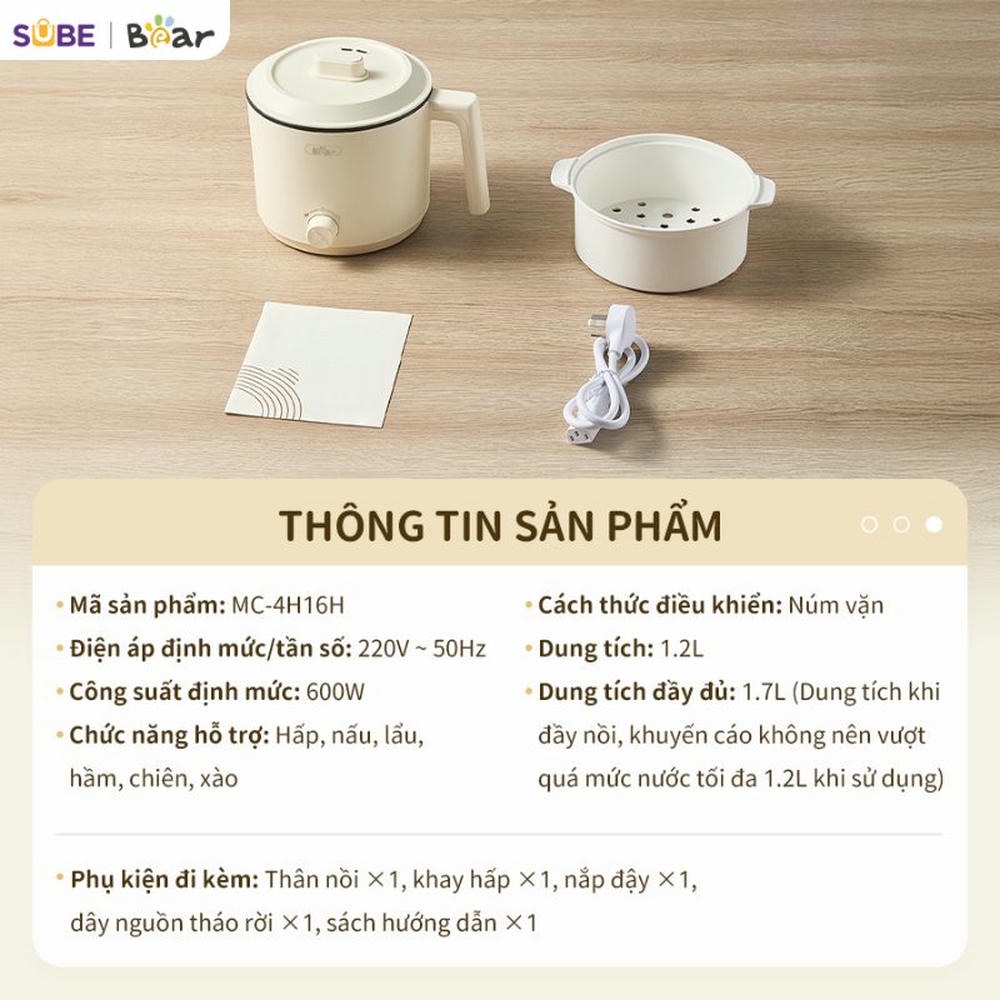 SUBE | Bear
Bear
THÔNG TIN SẢN PHẨM
• Mã sản phẩm: MC-4H16H
• Điện áp định mức/tần số: 220V ~ 50Hz
• Công suất định mức: 600W
• Chức năng hỗ trợ: Hấp, nấu, lẩu,
hầm, chiên, xào
• Cách thức điều khiển: Núm vặn
• Dung tích: 1.2L
• Dung tích đầy đủ: 1.7L (Dung tích khi
đầy nồi, khuyến cáo không nên vượt
quá mức nước tối đa 1.2L khi sử dụng)
• Phụ kiện đi kèm: Thân nồi ×1, khay hấp ×1, nắp đậy ×1,
dây nguồn tháo rời ×1, sách hướng dẫn ×1